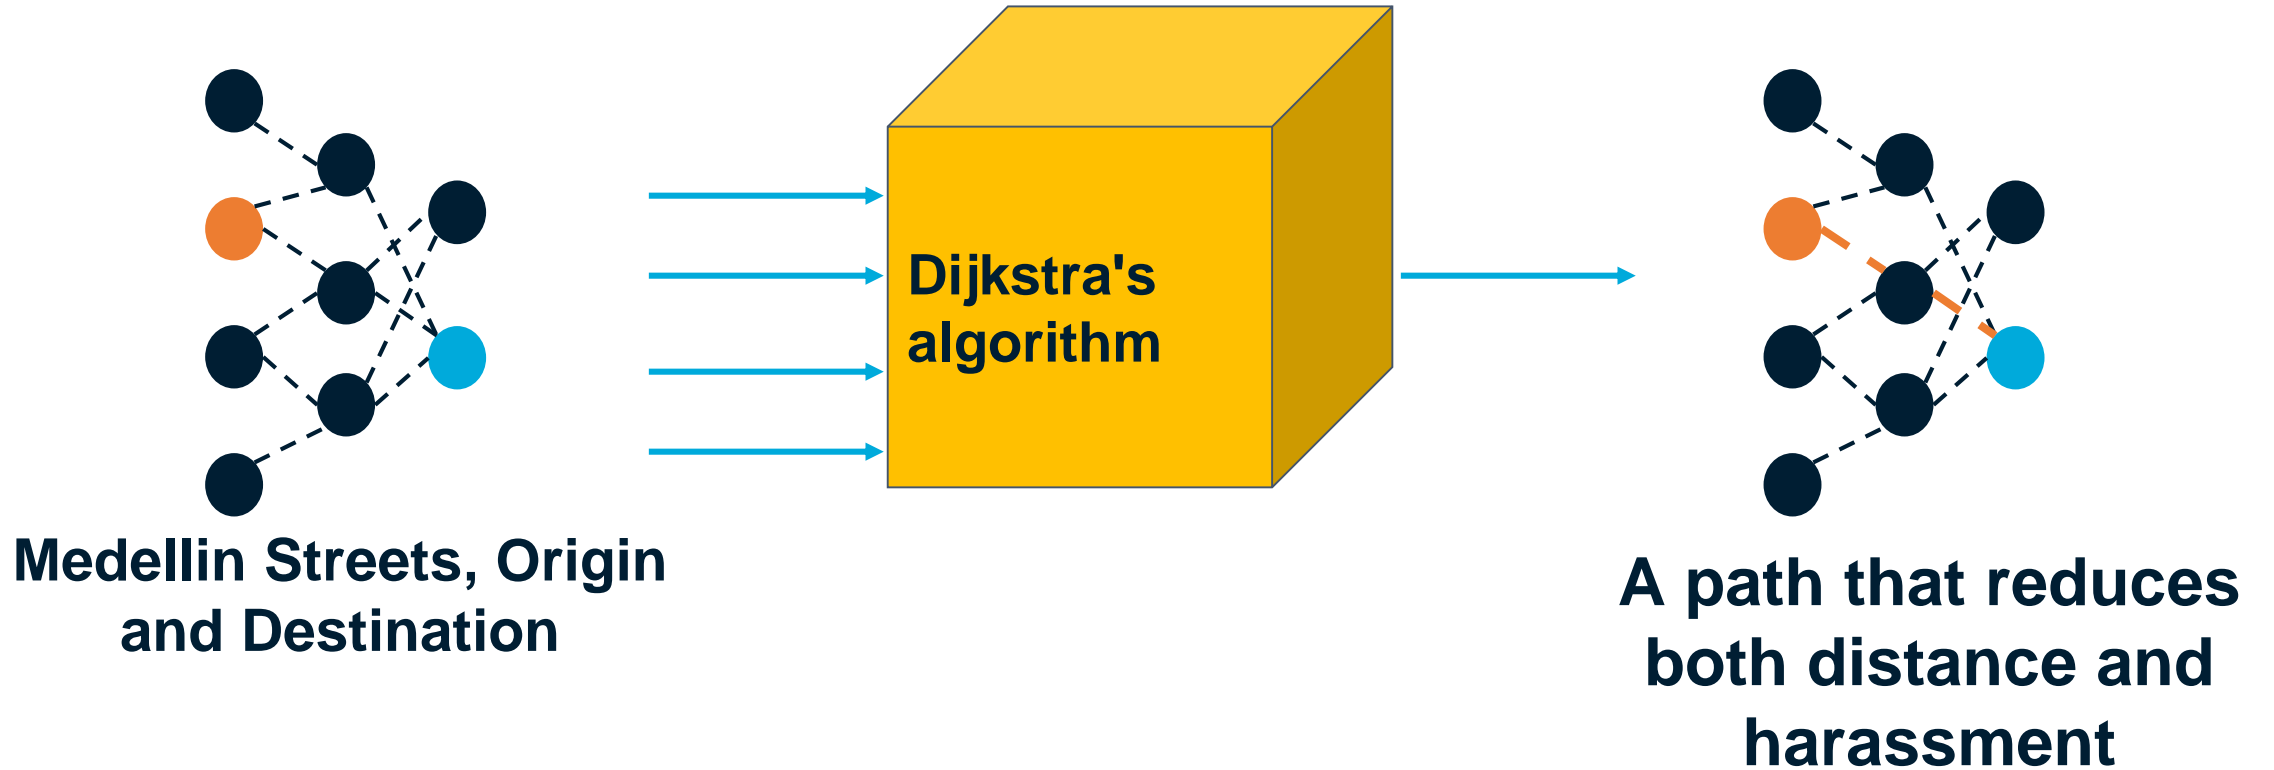 Medellin Streets, Origin
and Destination
Dijkstra's
algorithm
A path that reduces
both distance and
harassment